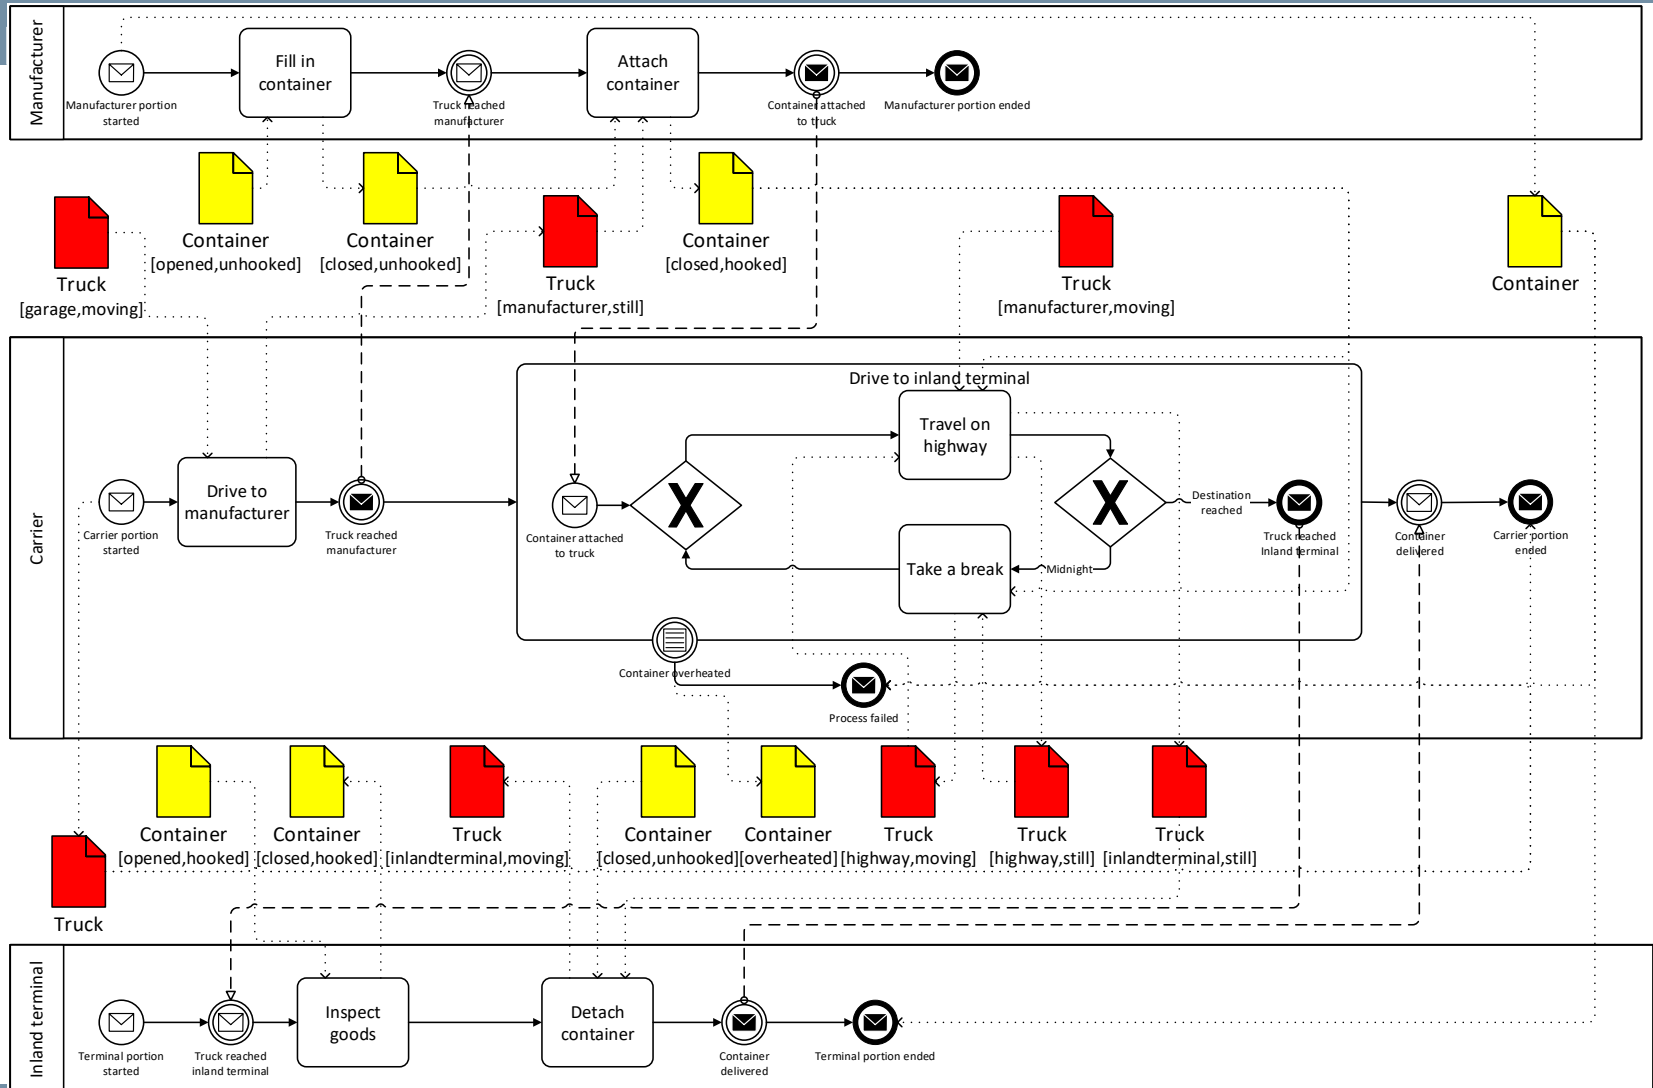 Manufacturer
Manufacturer portion
started
Fill in
container
Truck reached
manufacturer
Attach
container
Container attached
to truck
Manufacturer portion ended
Truck
[garage,moving]
Container
[opened,unhooked]
Container
[closed,unhooked]
Truck
[manufacturer,still]
Container
[closed,hooked]
Truck
[manufacturer,moving]
Container
Carrier
Carrier portion
started
Drive to
manufacturer
Truck reached
manufacturer
Drive to inland terminal
Container attached
to truck
X
Travel on
highway
Take a break
X
Midnight
Destination
reached
Truck reached
Inland terminal
Container
delivered
Carrier portion
ended
Container overheated
Process failed
Container
[opened,hooked]
Container
[closed,hooked]
Truck
[inlandterminal,moving]
Container
[closed,unhooked]
Container
[overheated]
Truck
[highway,moving]
Truck
[highway,still]
Truck
[inlandterminal,still]
Truck
Inland terminal
Terminal portion
started
Truck reached
inland terminal
Inspect
goods
Detach
container
Container
delivered
Terminal portion ended